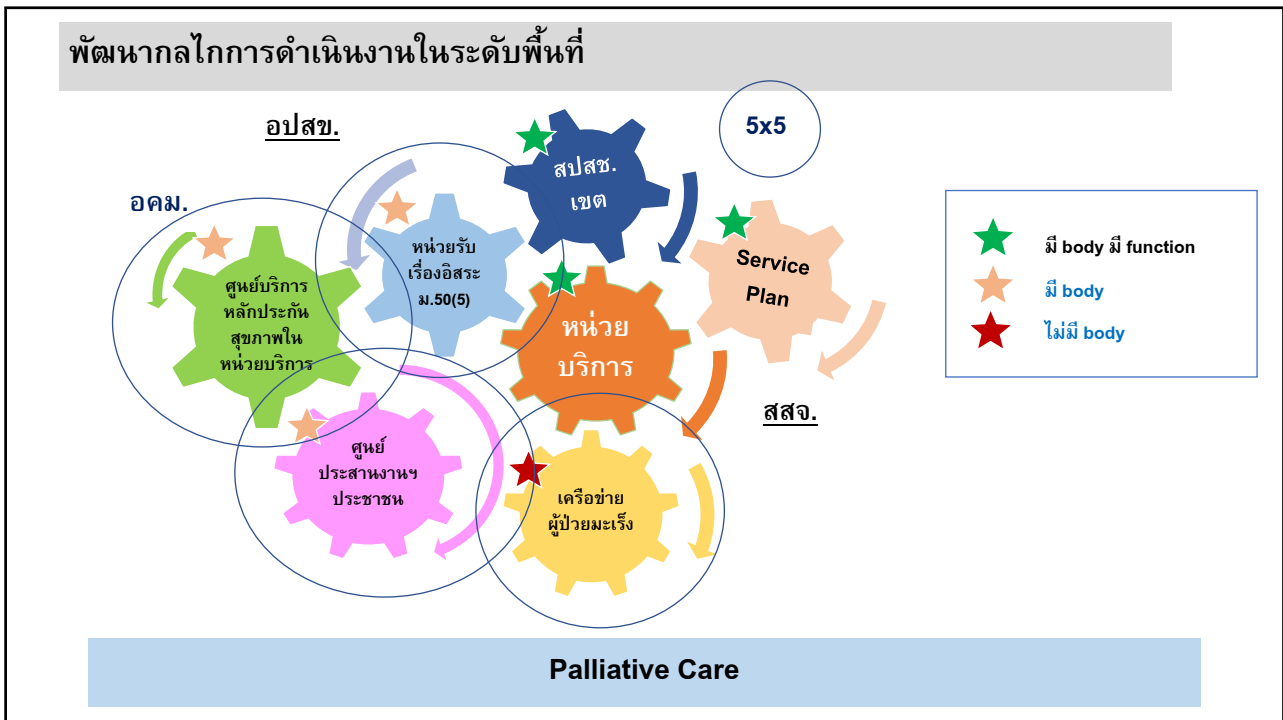 พัฒนากลไกการดำเนินงานในระดับพื้นที่
อปสข.
5x5
สปสช.
เขต
อคม.
หน่วยรับ
เรื่องอิสระ
ม.50(5)
Service
Plan
ศูนย์บริการ
หลักประกัน
สุขภาพใน
หน่วยบริการ
หน่วย
บริการ
สสจ.
ศูนย์
ประสานงานฯ
ประชาชน
เครือข่าย
ผู้ป่วยมะเร็ง
มี body มี function
มี body
ไม่มี body
Palliative Care